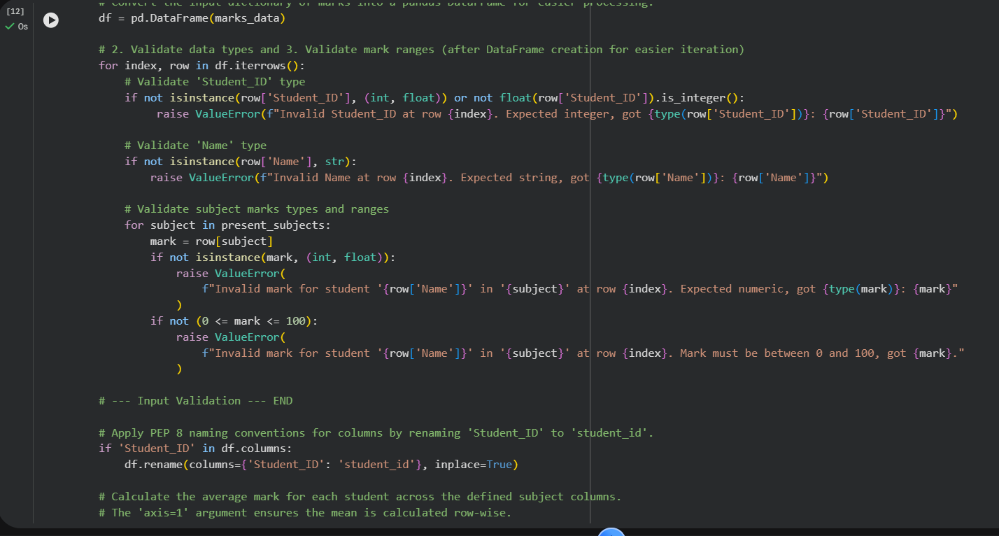 [12]
0s
# Convert the input dictionary of marks into a pandas DataFrame for easier processing.
df = pd.DataFrame(marks_data)
# 2. Validate data types and 3. Validate mark ranges (after DataFrame creation for easier iteration)
for index, row in df.iterrows():
    # Validate 'Student_ID' type
    if not isinstance(row['Student_ID'], (int, float)) or not float(row['Student_ID']).is_integer():
         raise ValueError(f"Invalid Student_ID at row {index}. Expected integer, got {type(row['Student_ID'])}: {row['Student_ID']}")
    # Validate 'Name' type
    if not isinstance(row['Name'], str):
        raise ValueError(f"Invalid Name at row {index}. Expected string, got {type(row['Name'])}: {row['Name']}")
    # Validate subject marks types and ranges
    for subject in present_subjects:
        mark = row[subject]
        if not isinstance(mark, (int, float)):
            raise ValueError(
                f"Invalid mark for student '{row['Name']}' in '{subject}' at row {index}. Expected numeric, got {type(mark)}: {mark}"
            )
        if not (0 <= mark <= 100):
            raise ValueError(
                f"Invalid mark for student '{row['Name']}' in '{subject}' at row {index}. Mark must be between 0 and 100, got {mark}."
            )
# --- Input Validation --- END
# Apply PEP 8 naming conventions for columns by renaming 'Student_ID' to 'student_id'.
if 'Student_ID' in df.columns:
    df.rename(columns={'Student_ID': 'student_id'}, inplace=True)
# Calculate the average mark for each student across the defined subject columns.
# The 'axis=1' argument ensures the mean is calculated row-wise.